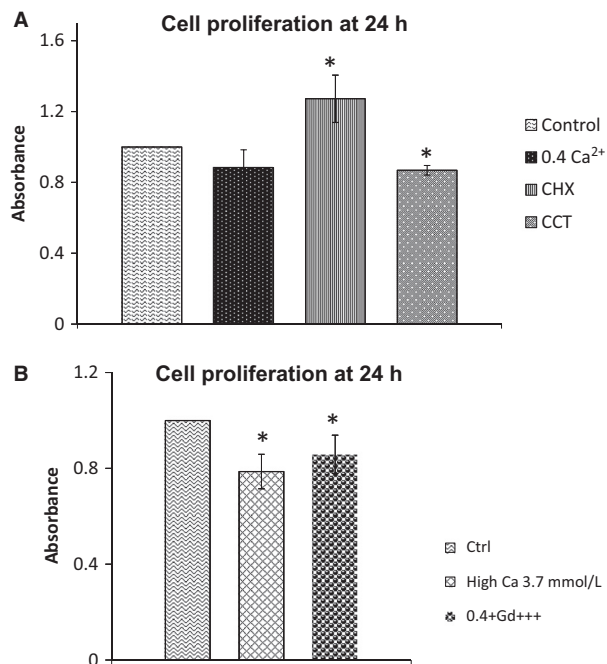 A
Cell proliferation at 24 h
1.6
1.2
0.8
0.4
0
Absorbance
*
*
Control
0.4 Ca²⁺
CHX
CCT
B
Cell proliferation at 24 h
1.2
0.8
0.4
0
Absorbance
*
*
Ctrl
High Ca 3.7 mmol/L
0.4+Gd+++